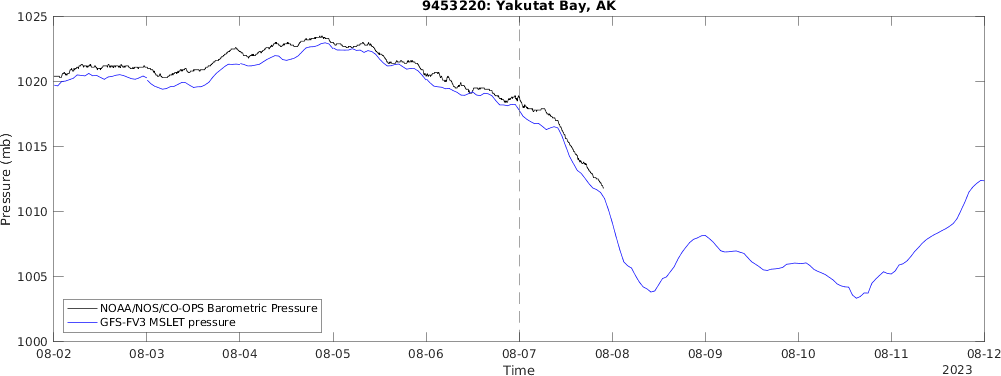 9453220: Yakutat Bay, AK
1025
1020
1015
1010
1005
1000
Pressure (mb)
NOAA/NOS/CO-OPS Barometric Pressure
GFS-FV3 MSLET pressure
08-02 08-03 08-04 08-05 08-06 08-07 08-08 08-09 08-10 08-11 08-12
Time
2023